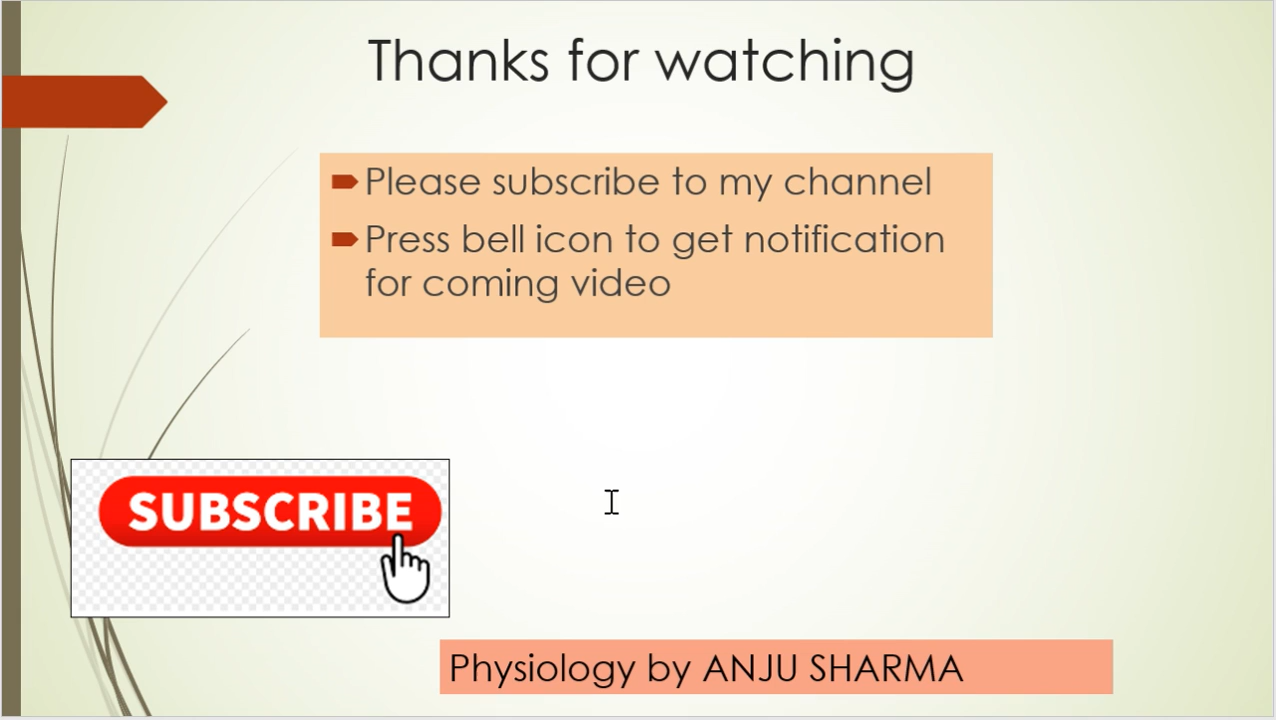 Thanks for watching
Please subscribe to my channel
Press bell icon to get notification
for coming video
SUBSCRIBE
Physiology by ANJU SHARMA